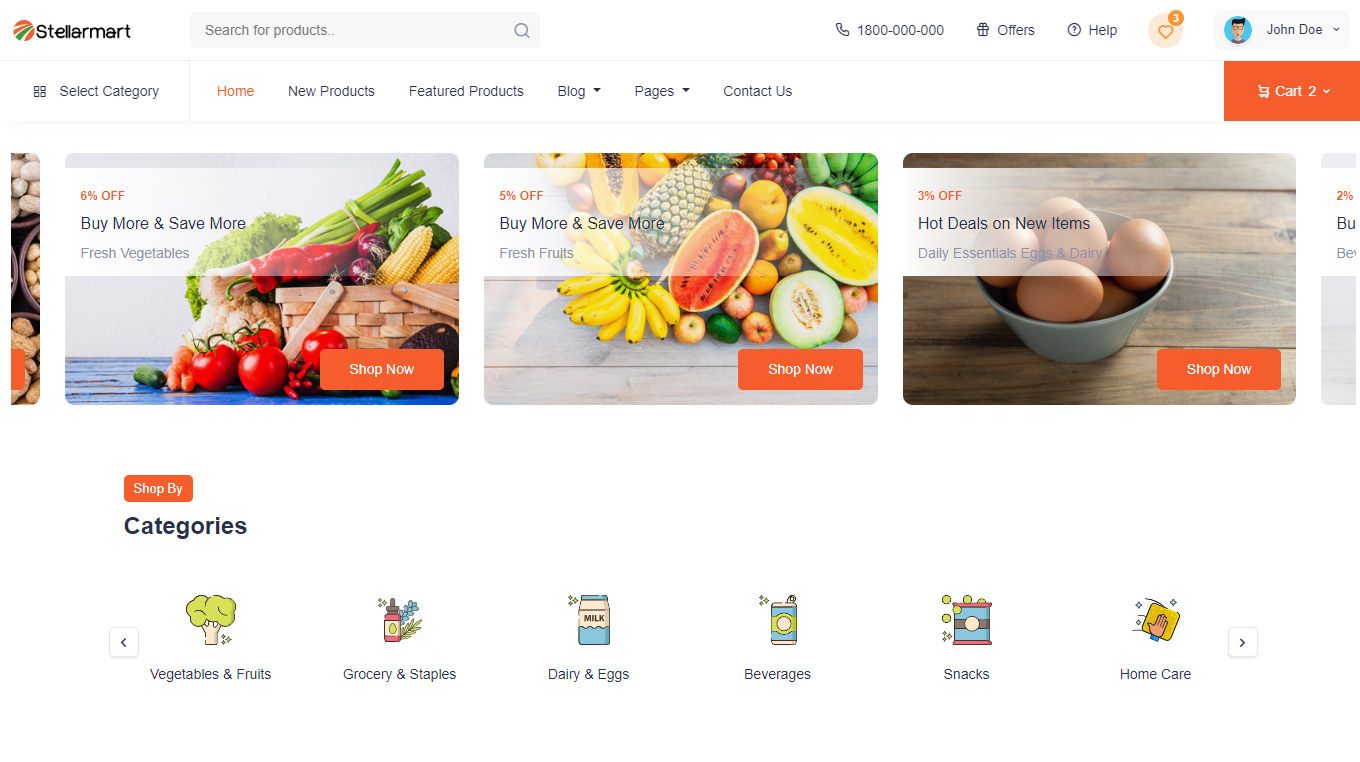 Stellarmart
Search for products..
1800-000-000
Offers
Help
3
John Doe
Select Category
Home
New Products
Featured Products
Blog
Pages
Contact Us
Cart 2
6% OFF
Buy More & Save More
Fresh Vegetables
Shop Now
5% OFF
Buy More & Save More
Fresh Fruits
Shop Now
3% OFF
Hot Deals on New Items
Daily Essentials Eggs & Dairy
Shop Now
2%
Bu
Bev
Shop By
Categories
MILK
Vegetables & Fruits
Grocery & Staples
Dairy & Eggs
Beverages
Snacks
Home Care